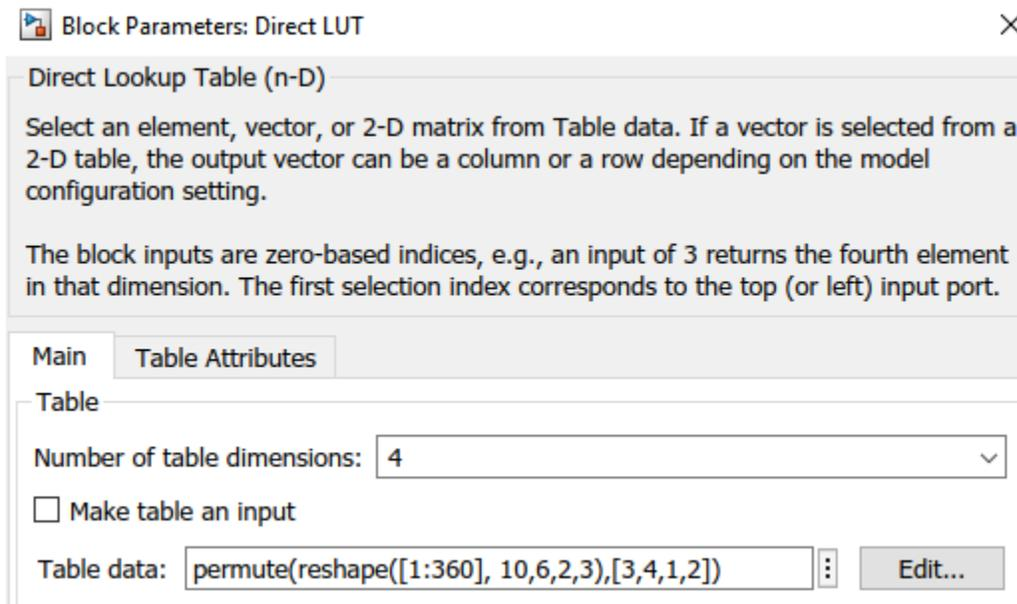 Block Parameters: Direct LUT
Direct Lookup Table (n-D)
Select an element, vector, or 2-D matrix from Table data. If a vector is selected from a
2-D table, the output vector can be a column or a row depending on the model
configuration setting.
The block inputs are zero-based indices, e.g., an input of 3 returns the fourth element
in that dimension. The first selection index corresponds to the top (or left) input port.
Main Table Attributes
Table
Number of table dimensions: 4
Make table an input
Table data: permute(reshape([1:360], 10,6,2,3),[3,4,1,2]) Edit...